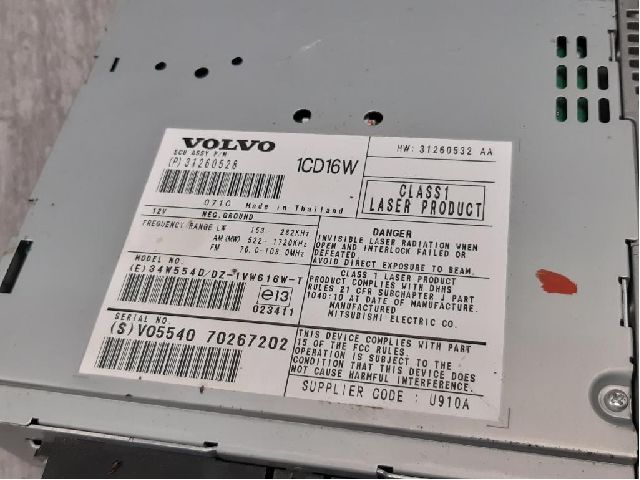 VOLVO
ECU ASSY P/N
(P) 31260528
1CD16W
HW: 31260532 AA
0710 Made in Thailand
CLASS1
LASER PRODUCT
12V NEG.GROUND
FREQUENCY RANGE LW 153 - 282KHz
AM (MW) 522 - 1720KHz
FM 76.0-108.0MHz
DANGER
INVISIBLE LASER RADIATION WHEN
OPEN AND INTERLOCK FAILED OR
DEFEATED
AVOID DIRECT EXPOSURE TO BEAM.
MODEL NO.
(E) 34W554D/DZ-1VW616W-T
e13
023411
CLASS 1 LASER PRODUCT
PRODUCT COMPLIES WITH DHHS
RULES 21 CFR SUBCHAPTER J PART
1040:10 AT DATE OF MANUFACTURE.
MANUFACTURED
MITSUBISHI ELECTRIC CO.
SERIAL NO.
(S) V05540 70267202
THIS DEVICE COMPLIES WITH PART
15 OF THE FCC RULES.
OPERATION IS SUBJECT TO THE
CONDITION THAT THIS DEVICE DOES
NOT CAUSE HARMFUL INTERFERENCE.
SUPPLIER CODE : U910A